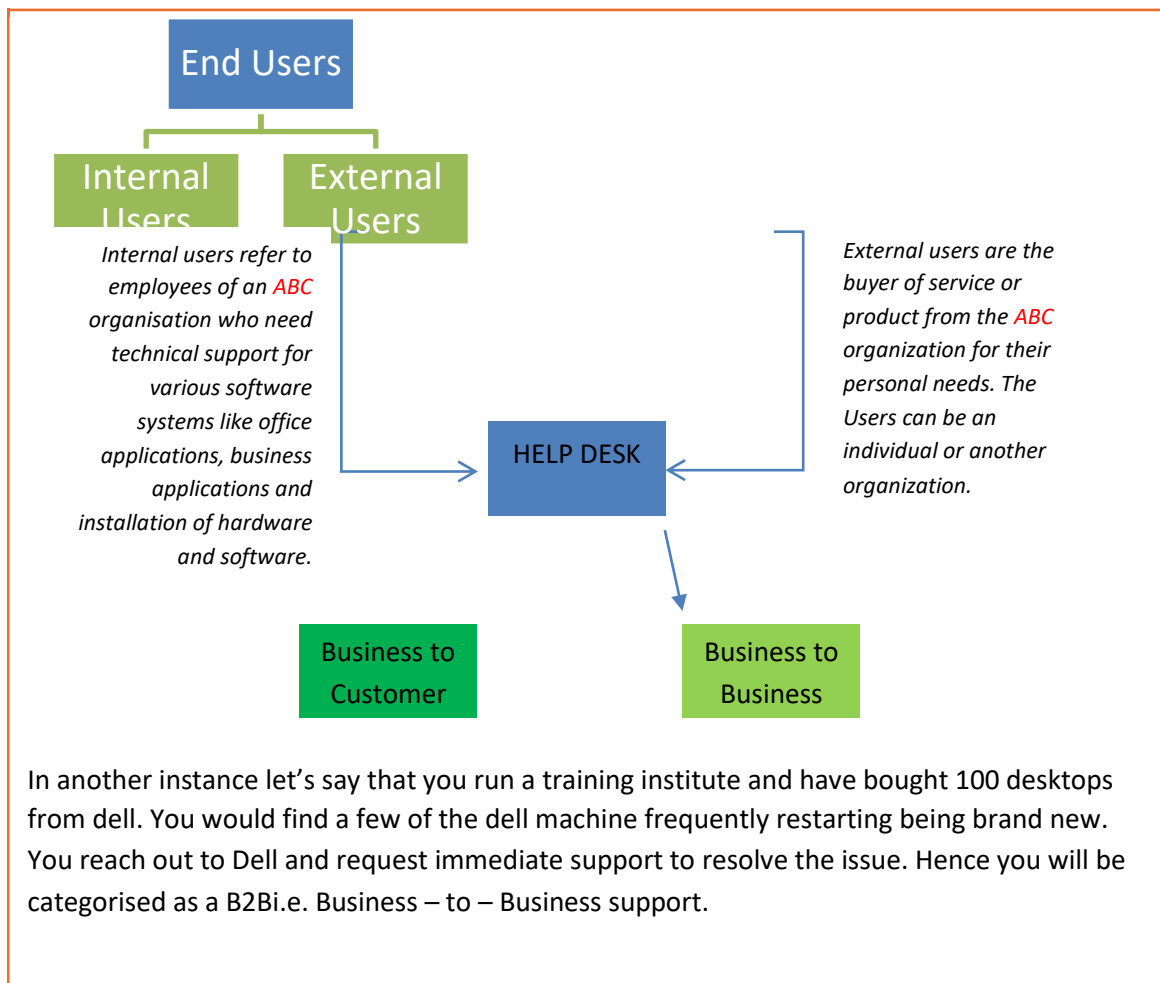 End Users
Internal
Users
External
Users
Internal users refer to
employees of an ABC
organisation who need
technical support for
various software
systems like office
applications, business
applications and
installation of hardware
and software.
External users are the
buyer of service or
product from the ABC
organization for their
personal needs. The
Users can be an
individual or another
organization.
HELP DESK
Business to
Customer
Business to
Business
In another instance let’s say that you run a training institute and have bought 100 desktops
from dell. You would find a few of the dell machine frequently restarting being brand new.
You reach out to Dell and request immediate support to resolve the issue. Hence you will be
categorised as a B2Bi.e. Business – to – Business support.